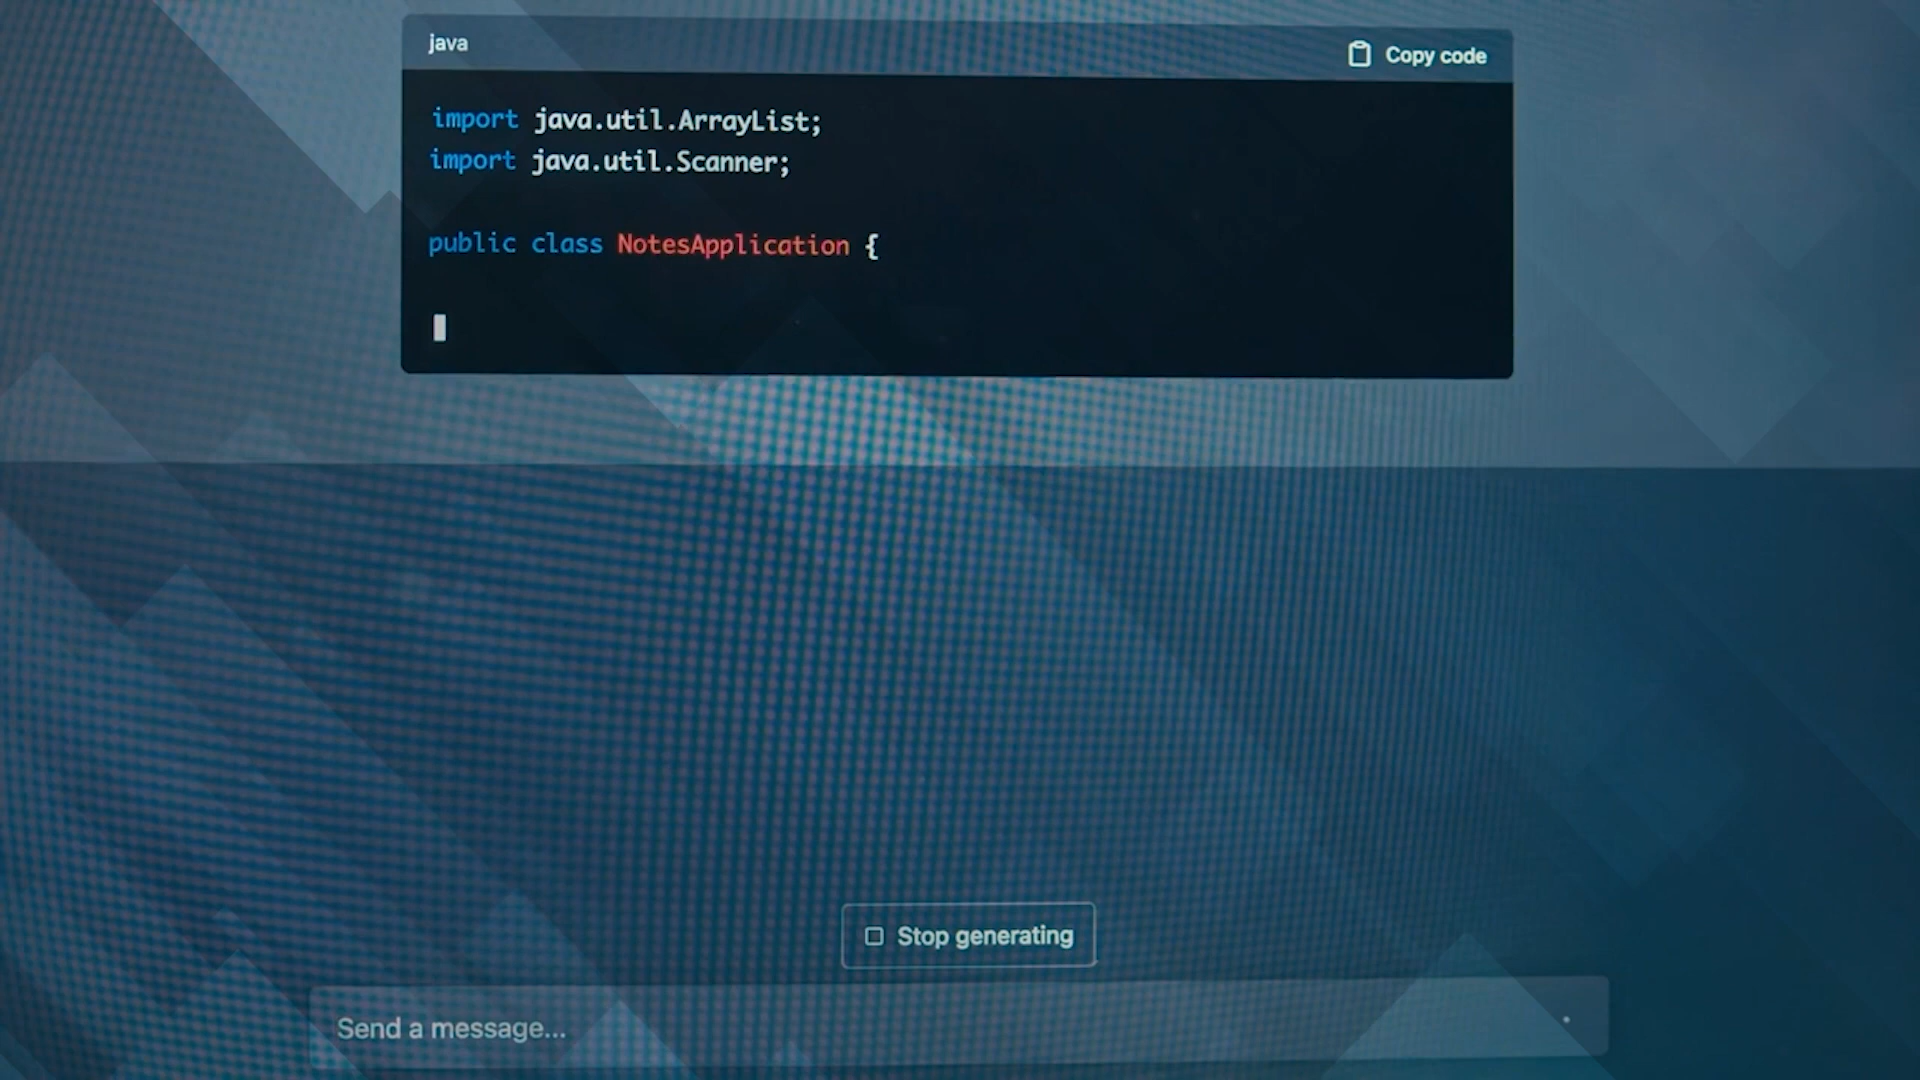 java
Copy code
import java.util.ArrayList;
import java.util.Scanner;
public class NotesApplication {
Stop generating
Send a message...